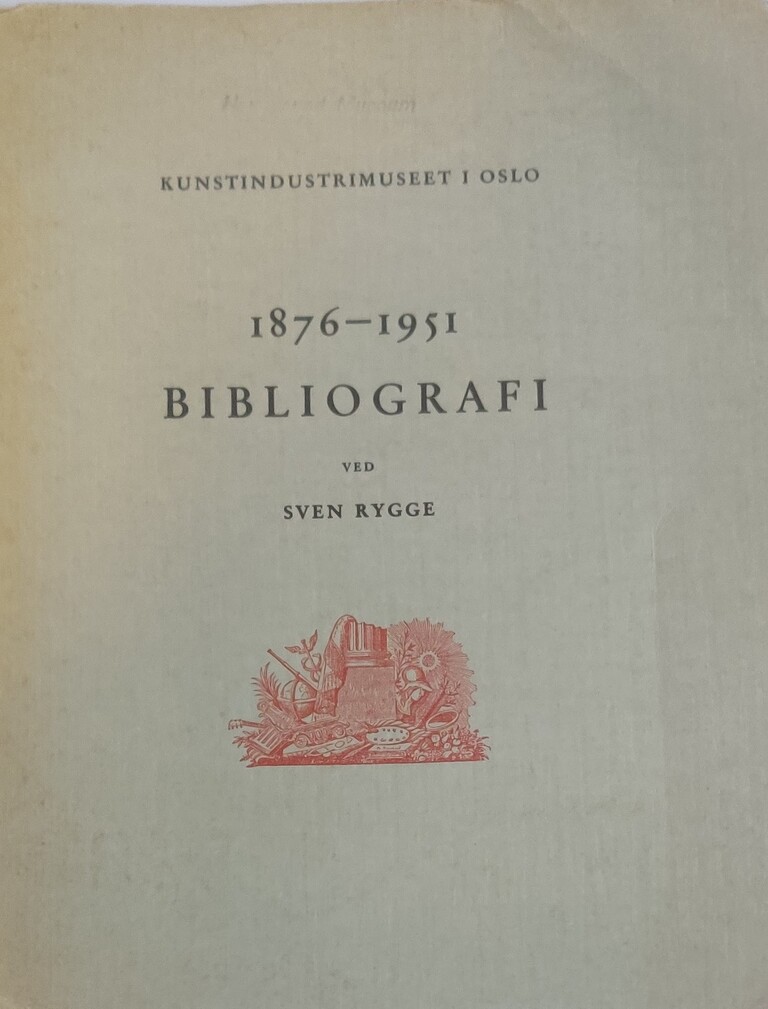 KUNSTINDUSTRIMUSEET I OSLO
1876–1951
BIBLIOGRAFI
VED
SVEN RYGGE